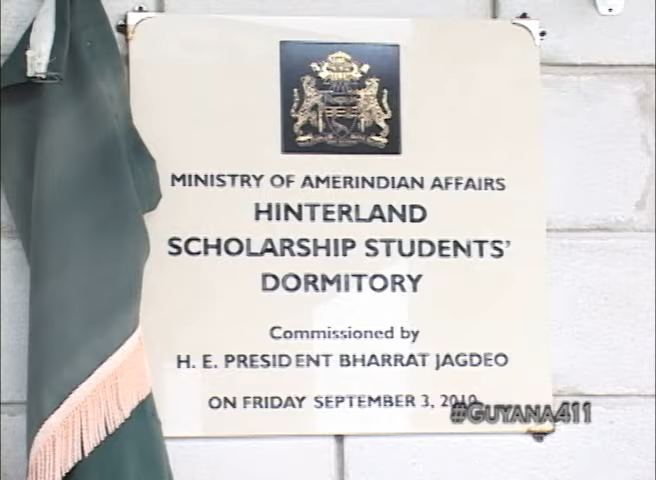 MINISTRY OF AMERINDIAN AFFAIRS
HINTERLAND
SCHOLARSHIP STUDENTS'
DORMITORY
Commissioned by
H. E. PRESIDENT BHARRAT JAGDEO
ON FRIDAY SEPTEMBER 3, 2010
#GUYANA411